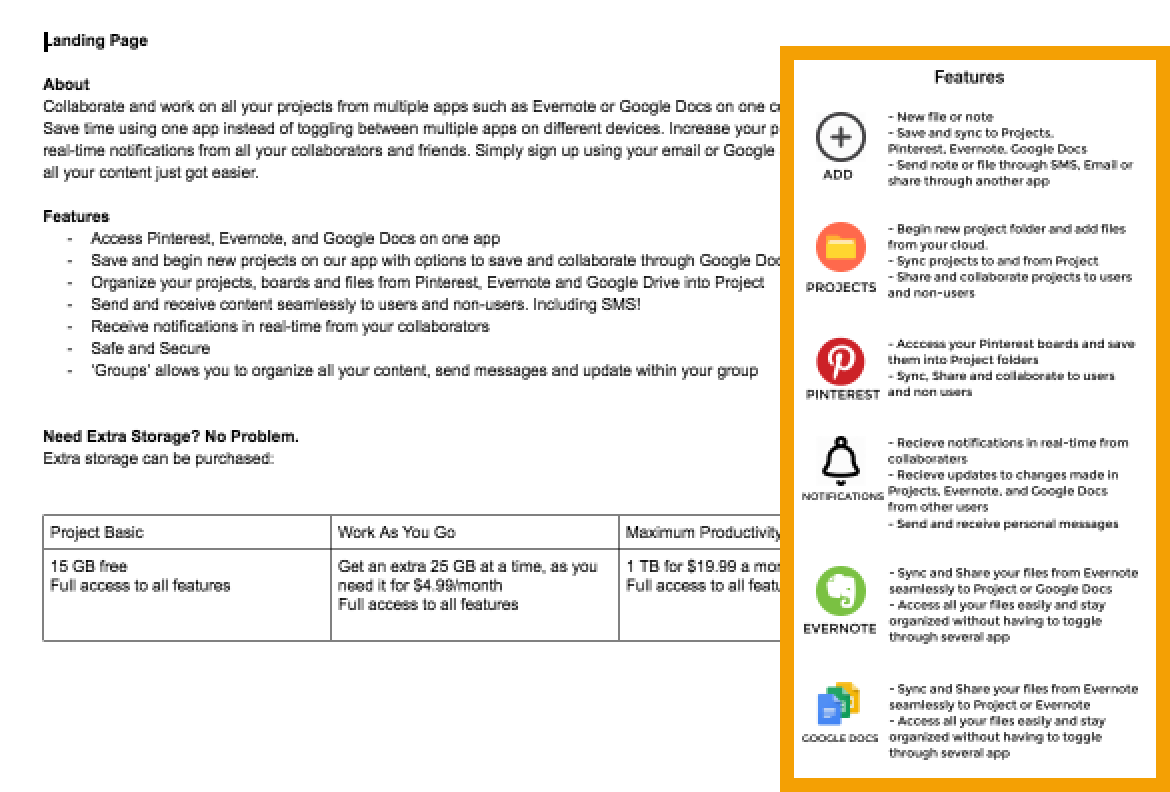 Landing Page
About
Collaborate and work on all your projects from multiple apps such as Evernote or Google Docs on one
Save time using one app instead of toggling between multiple apps on different devices. Increase your
real-time notifications from all your collaborators and friends. Simply sign up using your email or Google
all your content just got easier.
Features
- Access Pinterest, Evernote, and Google Docs on one app
- Save and begin new projects on our app with options to save and collaborate through Google
- Organize your projects, boards and files from Pinterest, Evernote and Google Drive into Project
- Send and receive content seamlessly to users and non-users. Including SMS!
- Receive notifications in real-time from your collaborators
- Safe and Secure
- 'Groups' allows you to organize all your content, send messages and update within your group
Need Extra Storage? No Problem.
Extra storage can be purchased:
Project Basic
15 GB free
Full access to all features
Work As You Go
Get an extra 25 GB at a time, as you
need it for $4.99/month
Full access to all features
Maximum Productivity
1 TB for $19.99 a
Full access to all
Features
ADD
- New file or note
- Save and sync to Projects.
Pinterest, Evernote, Google Docs
- Send note or file through SMS, Email or
share through another app
PROJECTS
- Begin new project folder and add files
from your cloud.
- Sync projects to and from Project
- Share and collaborate projects to users
and non-users
PINTEREST
- Acccess your Pinterest boards and save
them into Project folders
- Sync, Share and collaborate to users
and non users
NOTIFICATIONS
- Recieve notifications in real-time from
collaboraters
- Recieve updates to changes made in
Projects, Evernote, and Google Docs
from other users
- Send and receive personal messages
EVERNOTE
- Sync and Share your files from Evernote
seamlessly to Project or Google Docs
- Access all your files easily and stay
organized without having to toggle
through several app
GOOGLE DOCS
- Sync and Share your files from Evernote
seamlessly to Project or Evernote
- Access all your files easily and stay
organized without having to toggle
through several app